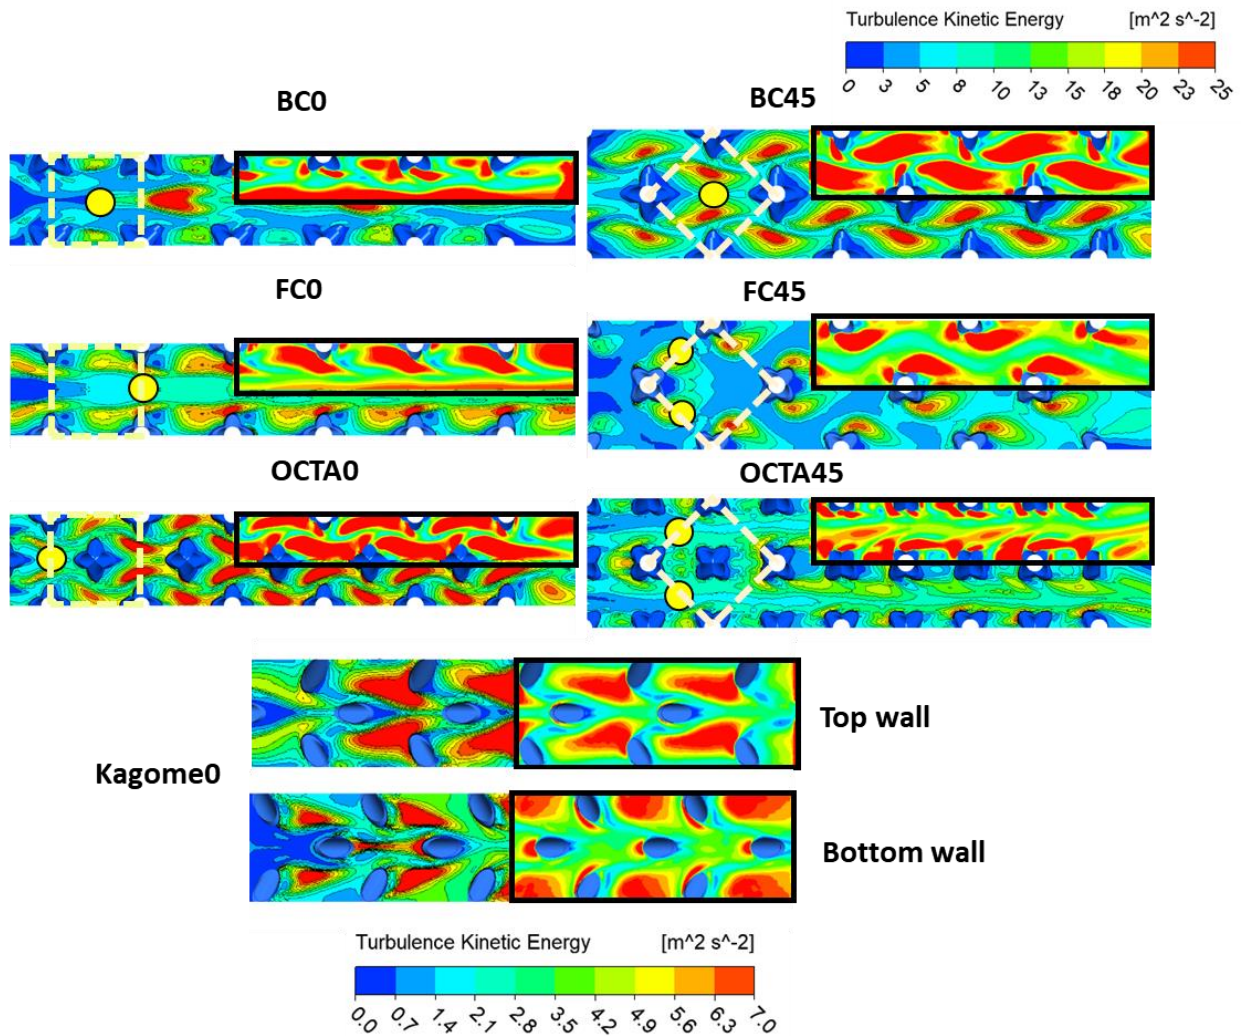 Turbulence Kinetic Energy [m^2 s^-2]
0 3 5 8 10 13 15 18 20 23 25
BC0 BC45
FC0 FC45
OCTA0 OCTA45
Top wall
Kagome0
Bottom wall
Turbulence Kinetic Energy [m^2 s^-2]
0.0 0.7 1.4 2.1 2.8 3.5 4.2 4.9 5.6 6.3 7.0